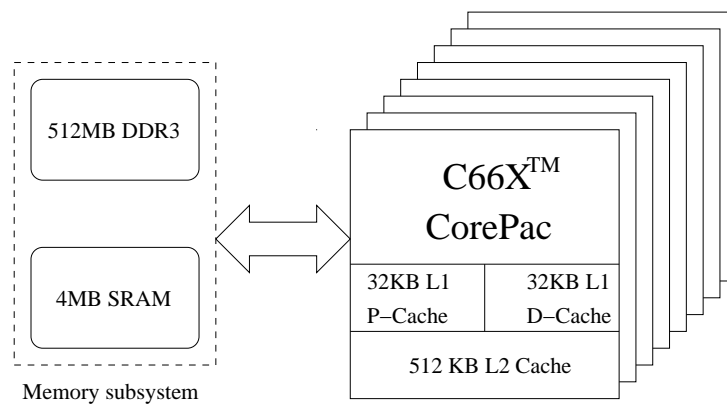 512MB DDR3
4MB SRAM
Memory subsystem
C66X™
CorePac
32KB L1
P–Cache
32KB L1
D–Cache
512 KB L2 Cache